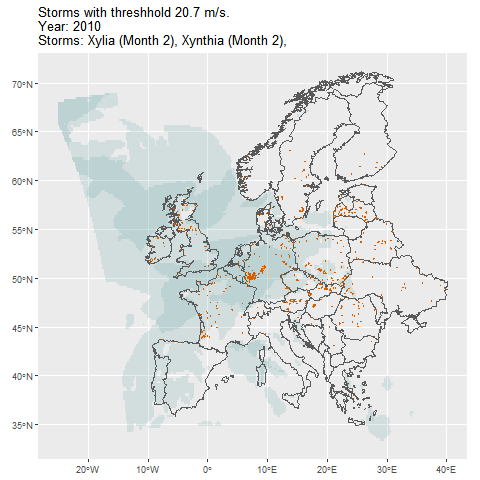 Storms with threshhold 20.7 m/s.
Year: 2010
Storms: Xylia (Month 2), Xynthia (Month 2),
70°N
65°N
60°N
55°N
50°N
45°N
40°N
35°N
20°W
10°W
0°
10°E
20°E
30°E
40°E